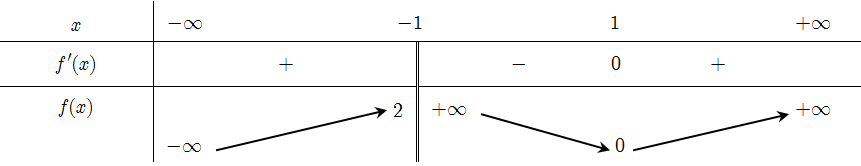 x −∞ −1 1 +∞
f′(x) + − 0 +
f(x) 2 +∞ +∞
−∞ 0